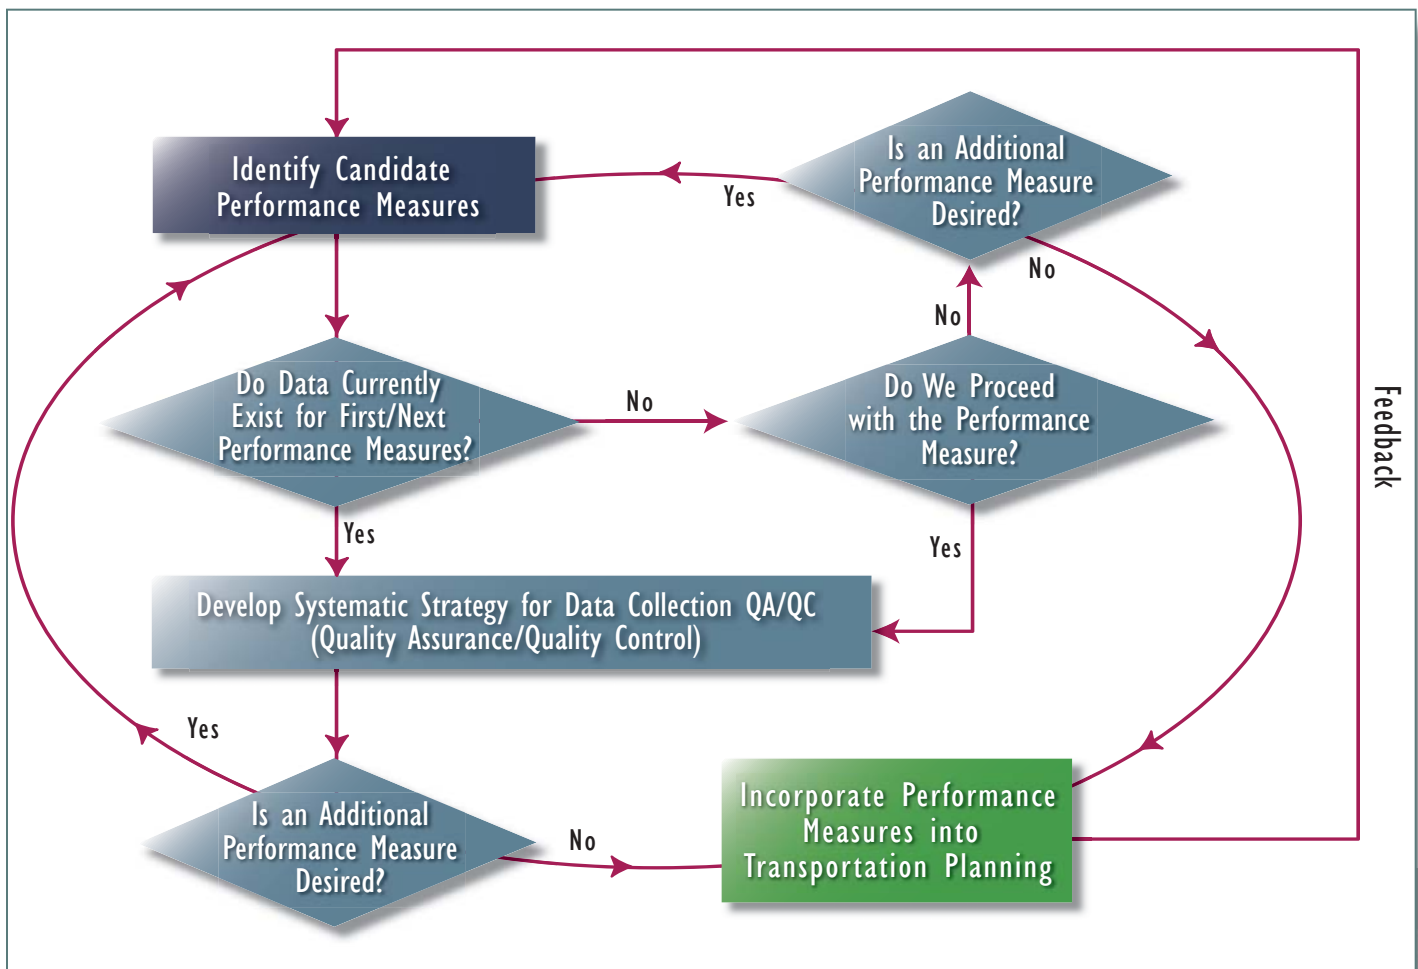 Identify Candidate
Performance Measures
Is an Additional
Performance Measure
Desired?
Yes
No
No
Do Data Currently
Exist for First/Next
Performance Measures?
No
Do We Proceed
with the Performance
Measure?
Feedback
Yes
Yes
Develop Systematic Strategy for Data Collection QA/QC
(Quality Assurance/Quality Control)
Yes
Is an Additional
Performance Measure
Desired?
No
Incorporate Performance
Measures into
Transportation Planning